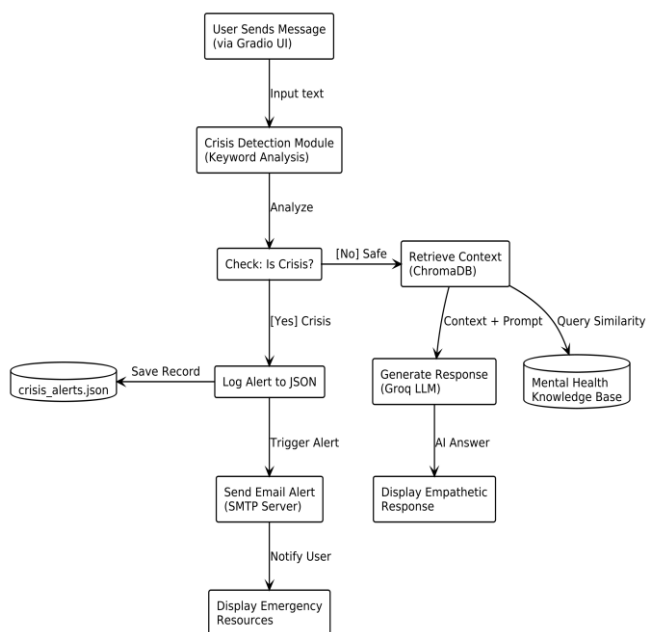 User Sends Message
(via Gradio UI)
Input text
Crisis Detection Module
(Keyword Analysis)
Analyze
Check: Is Crisis?
[No] Safe
Retrieve Context
(ChromaDB)
[Yes] Crisis
Context + Prompt
Query Similarity
crisis_alerts.json
Save Record
Log Alert to JSON
Generate Response
(Groq LLM)
Mental Health
Knowledge Base
Trigger Alert
AI Answer
Send Email Alert
(SMTP Server)
Display Empathetic
Response
Notify User
Display Emergency
Resources